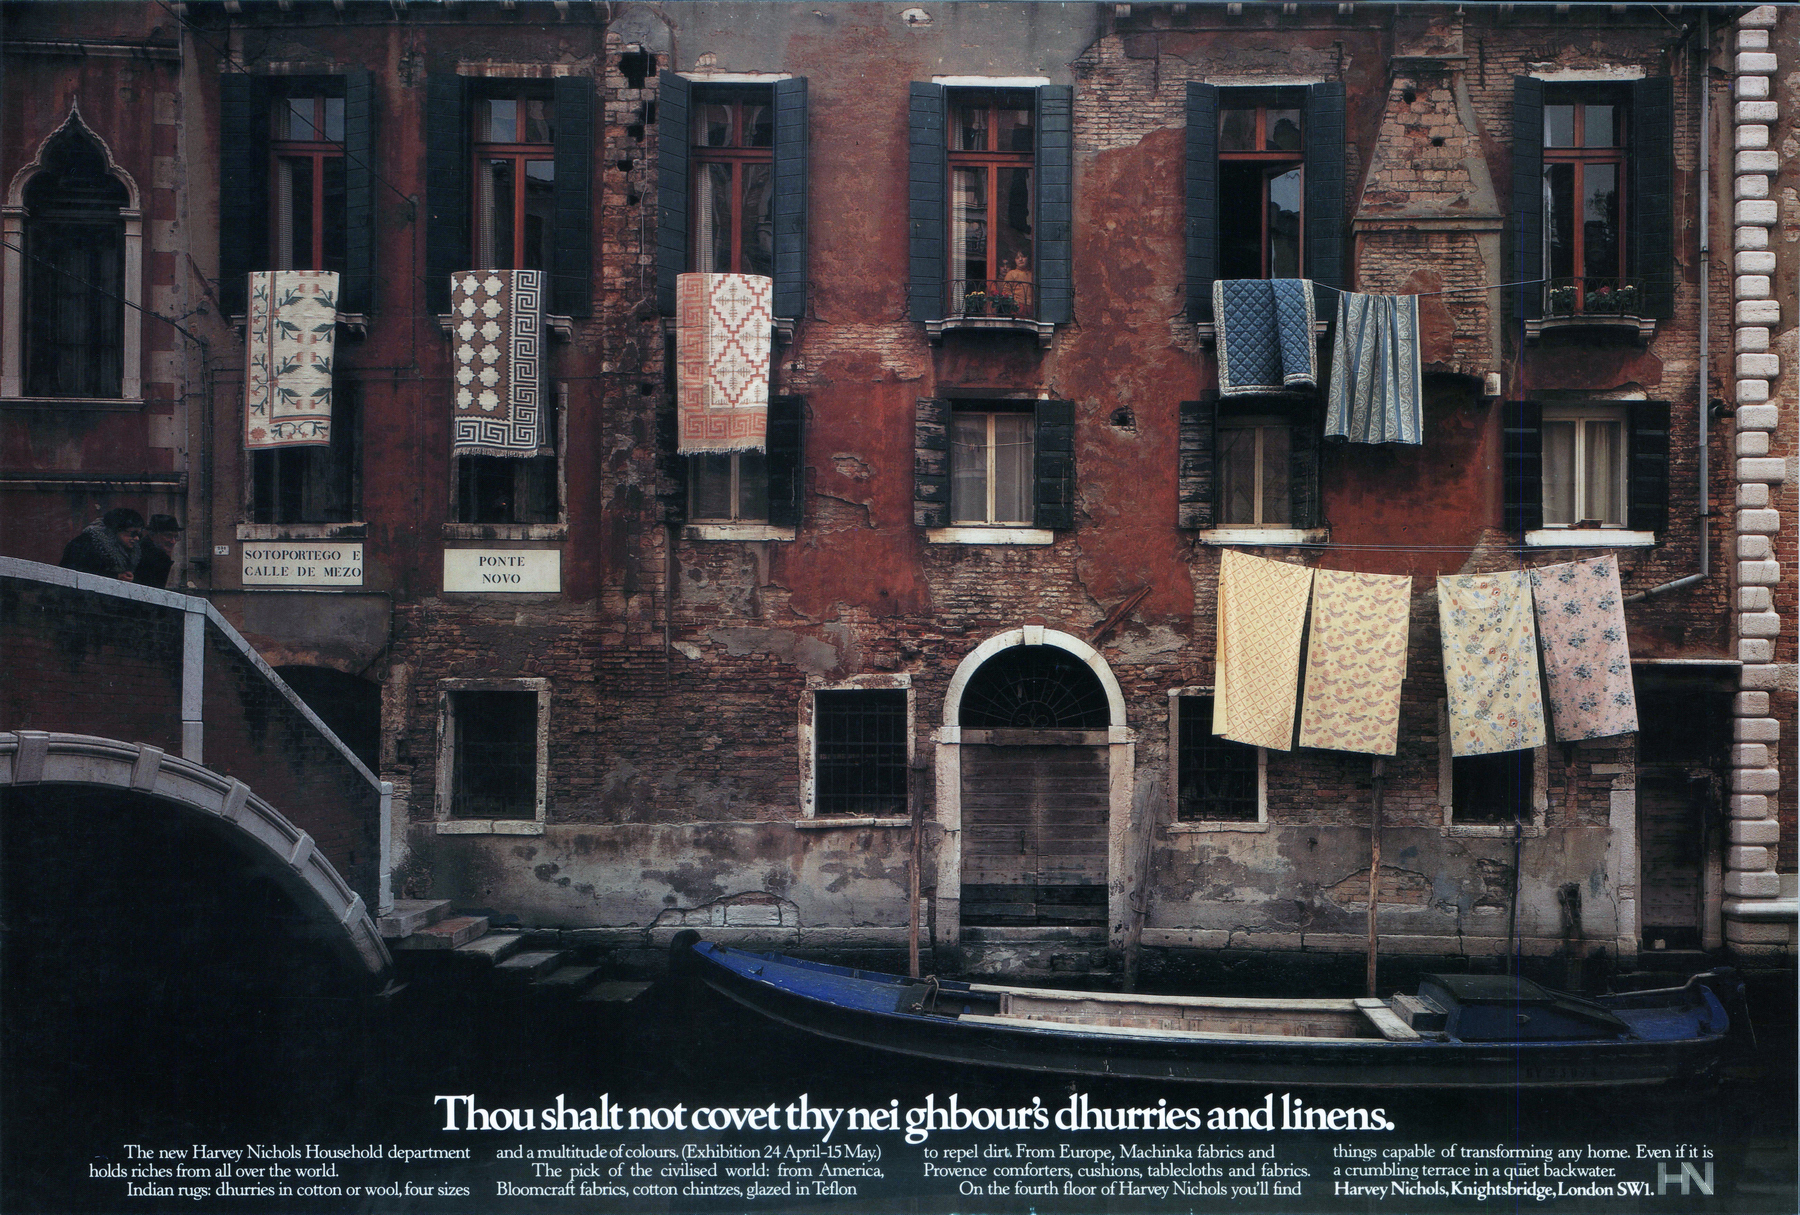 SOTOPORTEGO E
CALLE DE MEZO
PONTE
NOVO
Thou shalt not covet thy neighbour's dhurries and linens.
The new Harvey Nichols Household department
holds riches from all over the world.
Indian rugs: dhurries in cotton or wool, four sizes
and a multitude of colours. (Exhibition 24 April-15 May.)
The pick of the civilised world: from America,
Bloomcraft fabrics, cotton chintzes, glazed in Teflon
to repel dirt. From Europe, Machinka fabrics and
Provence comforters, cushions, tablecloths and fabrics.
On the fourth floor of Harvey Nichols you'll find
things capable of transforming any home. Even if it is
a crumbling terrace in a quiet backwater.
Harvey Nichols, Knightsbridge, London SW1.
HN